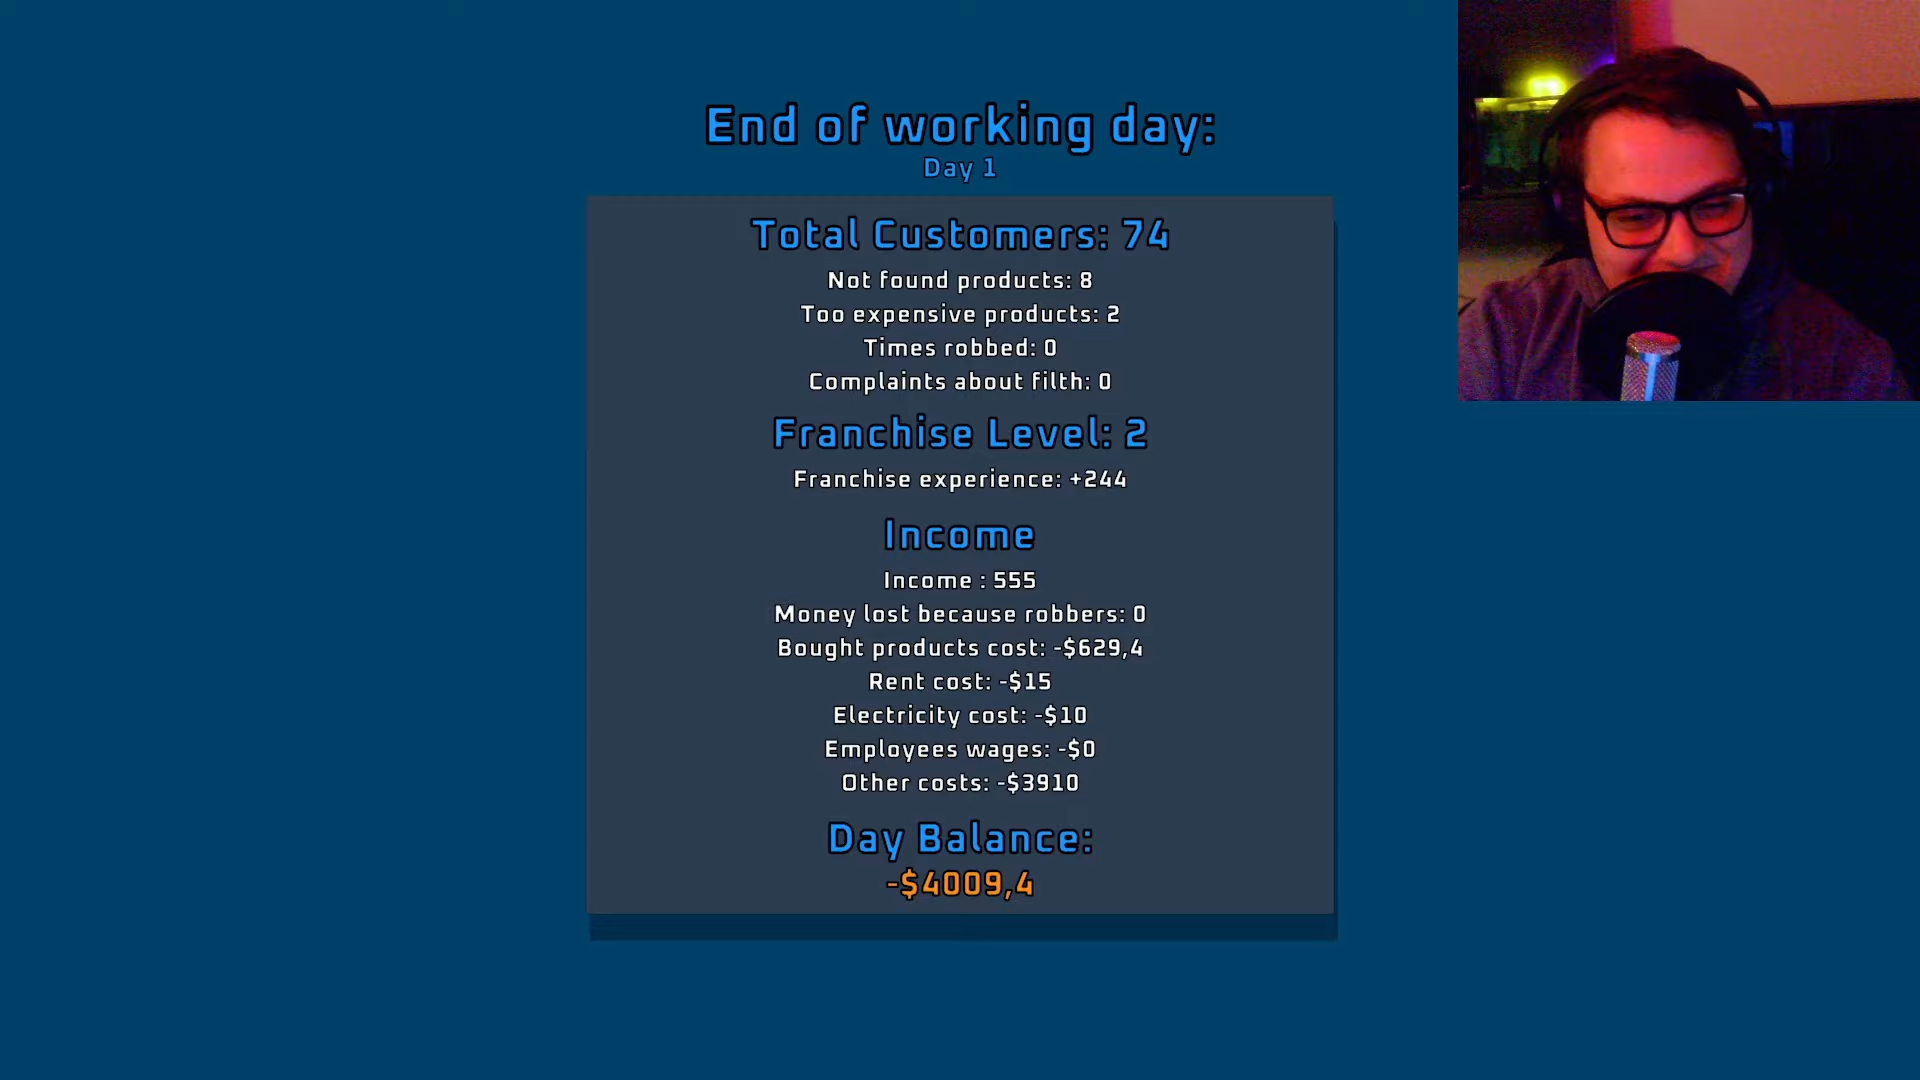 End of working day:
Day 1
Total Customers: 74
Not found products: 8
Too expensive products: 2
Times robbed: 0
Complaints about filth: 0
Franchise Level: 2
Franchise experience: +244
Income
Income : 555
Money lost because robbers: 0
Bought products cost: -$629,4
Rent cost: -$15
Electricity cost: -$10
Employees wages: -$0
Other costs: -$3910
Day Balance:
-$4009,4